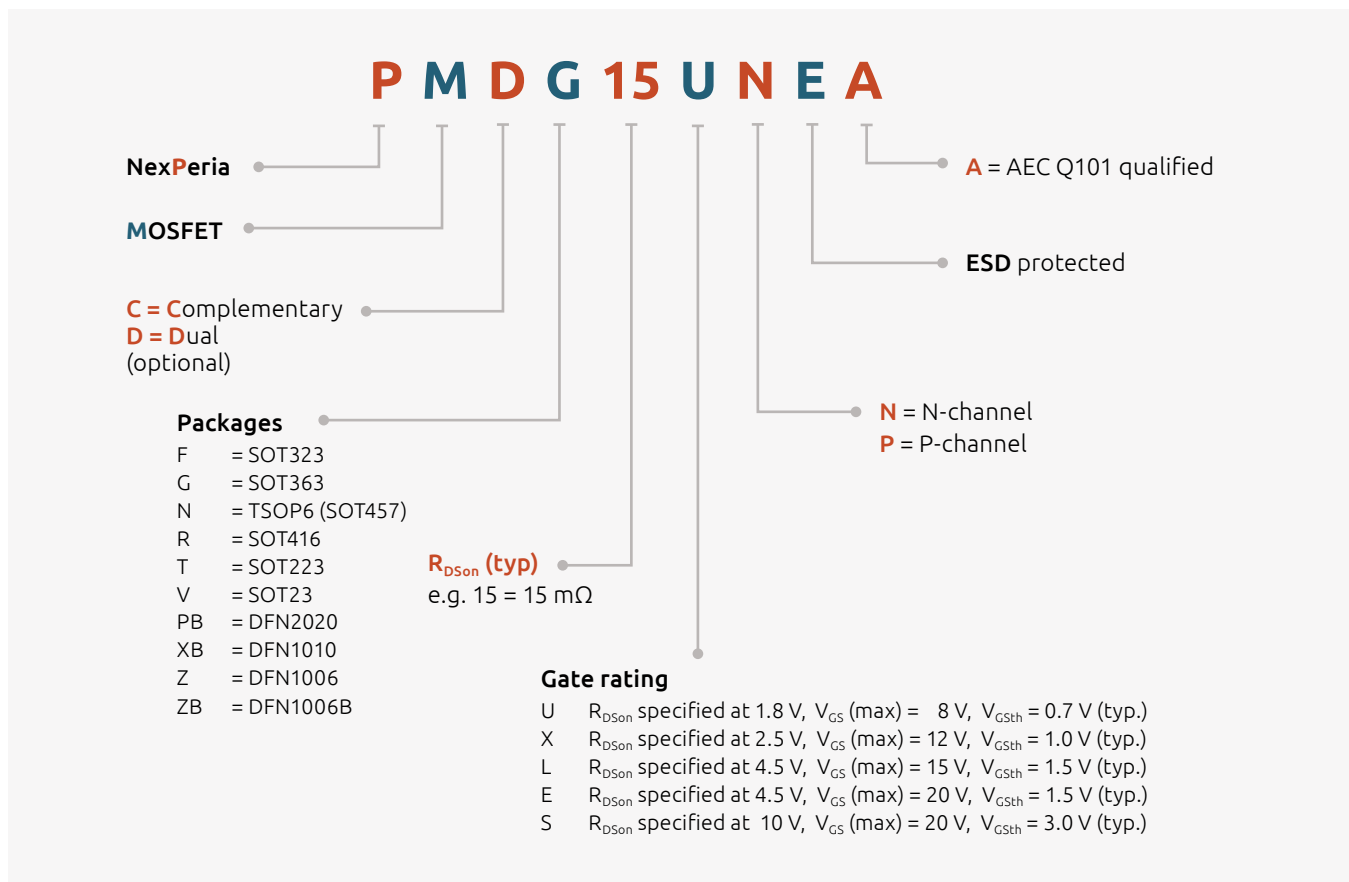 P M D G 15 U N E A
NexPeria
A = AEC Q101 qualified
MOSFET
ESD protected
C = Complementary
D = Dual
(optional)
N = N-channel
P = P-channel
Packages
F = SOT323
G = SOT363
N = TSOP6 (SOT457)
R = SOT416
T = SOT223
V = SOT23
PB = DFN2020
XB = DFN1010
Z = DFN1006
ZB = DFN1006B
RDSon (typ)
e.g. 15 = 15 mΩ
Gate rating
U RDSon specified at 1.8 V, VGS (max) = 8 V, VGSth = 0.7 V (typ.)
X RDSon specified at 2.5 V, VGS (max) = 12 V, VGSth = 1.0 V (typ.)
L RDSon specified at 4.5 V, VGS (max) = 15 V, VGSth = 1.5 V (typ.)
E RDSon specified at 4.5 V, VGS (max) = 20 V, VGSth = 1.5 V (typ.)
S RDSon specified at 10 V, VGS (max) = 20 V, VGSth = 3.0 V (typ.)